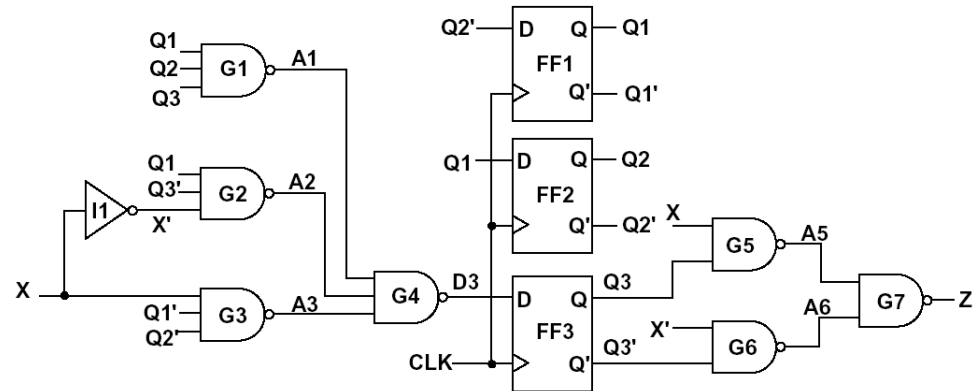 Q2' D Q Q1
FF1
Q' Q1'
Q1
Q2 G1 A1
Q3
Q1 D Q Q2
FF2
Q' Q2'
Q1
Q3' G2 A2
I1 X'
X
Q1' G3 A3
Q2'
G4 D3
D Q Q3
FF3
Q' Q3'
CLK
X G5 A5
X' G6 A6
G7 Z